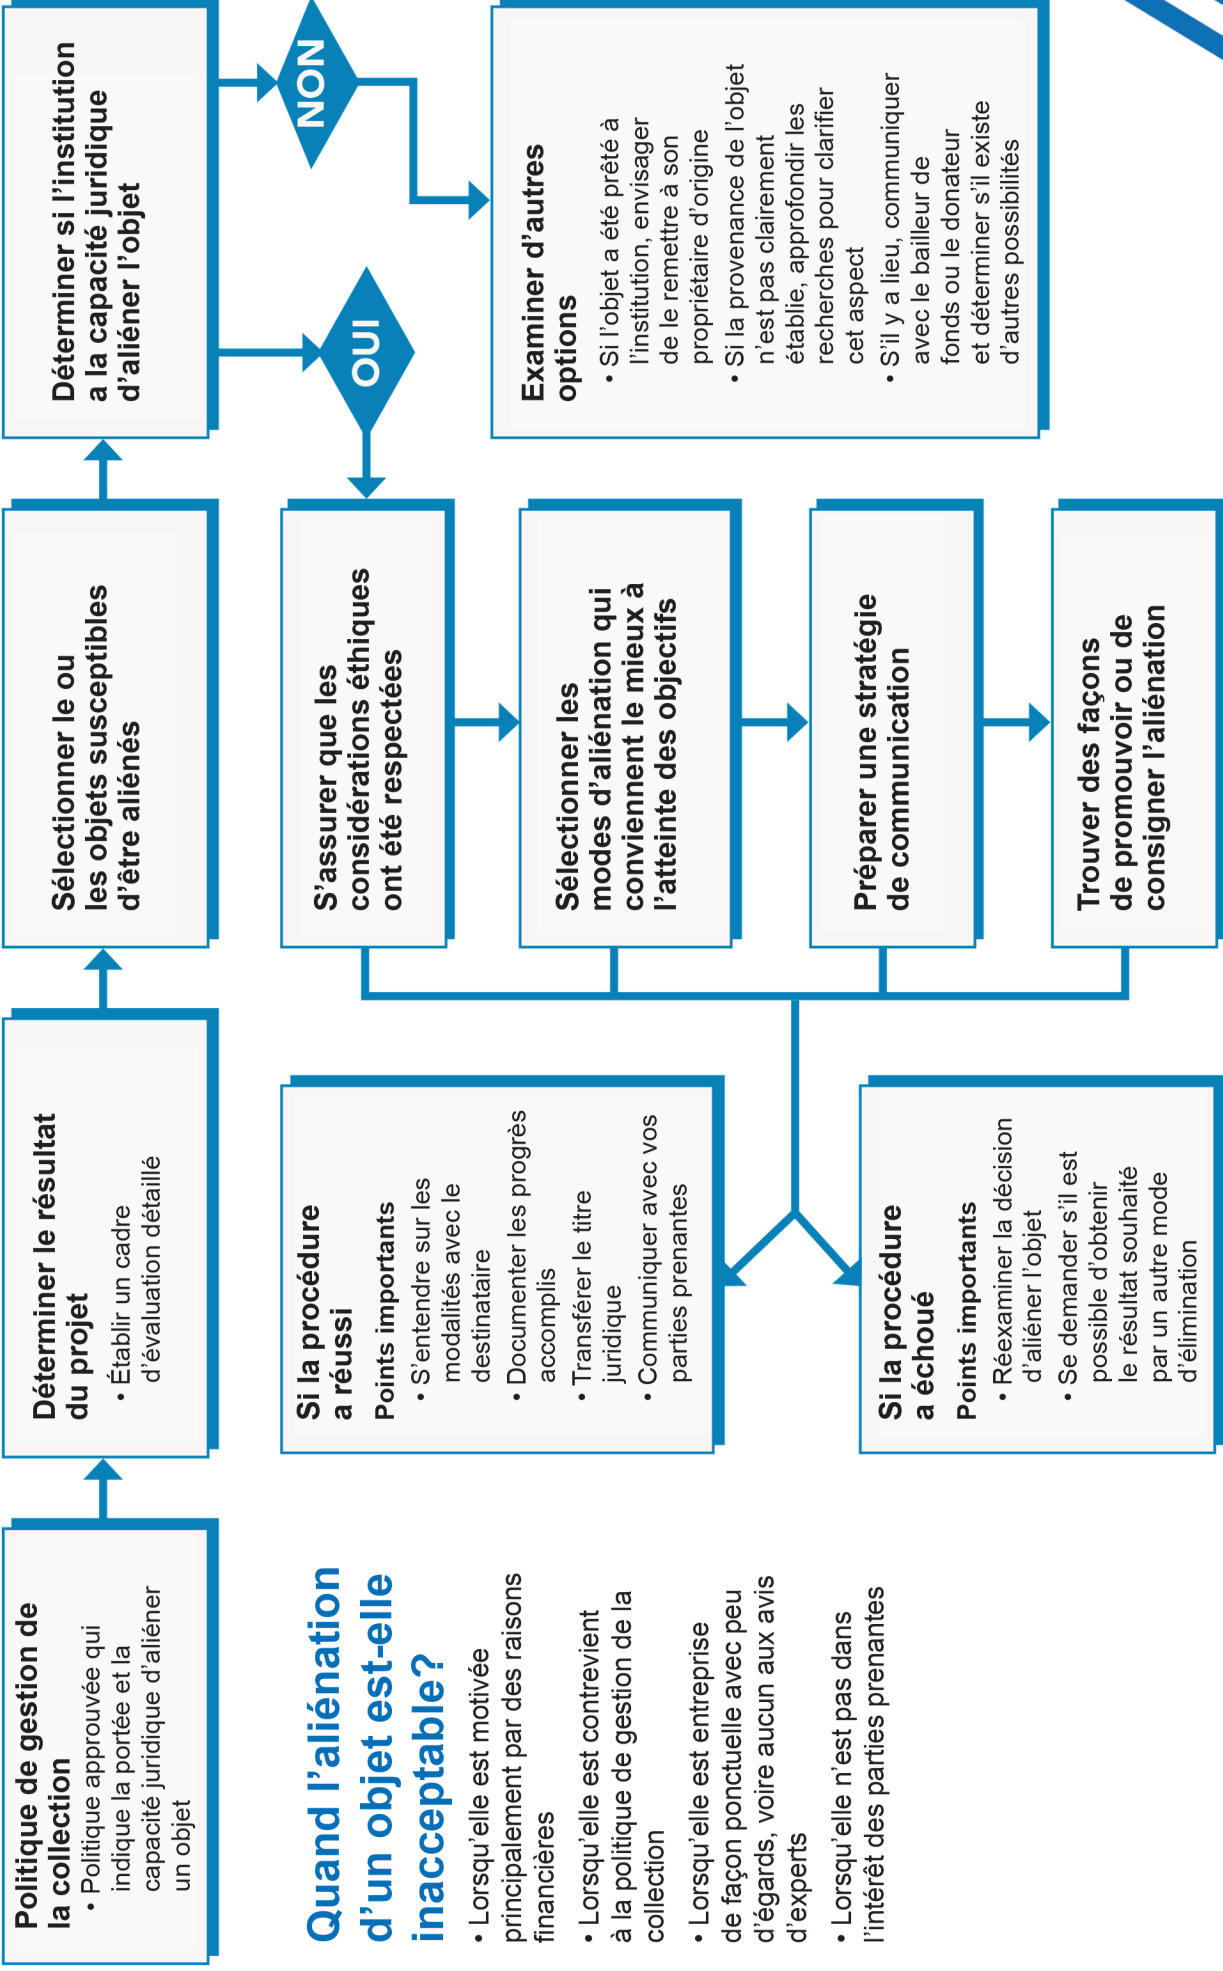 Politique de gestion de
la collection
• Politique approuvée qui
indique la portée et la
capacité juridique d'aliéner
un objet
Déterminer le résultat
du projet
• Établir un cadre
d'évaluation détaillé
Sélectionner le ou
les objets susceptibles
d'être aliénés
Déterminer si l'institution
a la capacité juridique
d'aliéner l'objet
NON
OUI
Examiner d'autres
options
• Si l'objet a été prêté à
l'institution, envisager
de le remettre à son
propriétaire d'origine
• Si la provenance de l'objet
n'est pas clairement
établie, approfondir les
recherches pour clarifier
cet aspect
• S'il y a lieu, communiquer
avec le bailleur de
fonds ou le donateur
et déterminer s'il existe
d'autres possibilités
S'assurer que les
considérations éthiques
ont été respectées
Sélectionner les
modes d'aliénation qui
conviennent le mieux à
l'atteinte des objectifs
Préparer une stratégie
de communication
Trouver des façons
de promouvoir ou de
consigner l'aliénation
Si la procédure
a réussi
Points importants
• S'entendre sur les
modalités avec le
destinataire
• Documenter les progrès
accomplis
• Transférer le titre
juridique
• Communiquer avec vos
parties prenantes
Si la procédure
a échoué
Points importants
• Réexaminer la décision
d'aliéner l'objet
• Se demander s'il est
possible d'obtenir
le résultat souhaité
par un autre mode
d'élimination
Quand l'aliénation
d'un objet est-elle
inacceptable?
• Lorsqu'elle est motivée
principalement par des raisons
financières
• Lorsqu'elle est contrevient
à la politique de gestion de la
collection
• Lorsqu'elle est entreprise
de façon ponctuelle avec peu
d'égards, voire aucun aux avis
d'experts
• Lorsqu'elle n'est pas dans
l'intérêt des parties prenantes